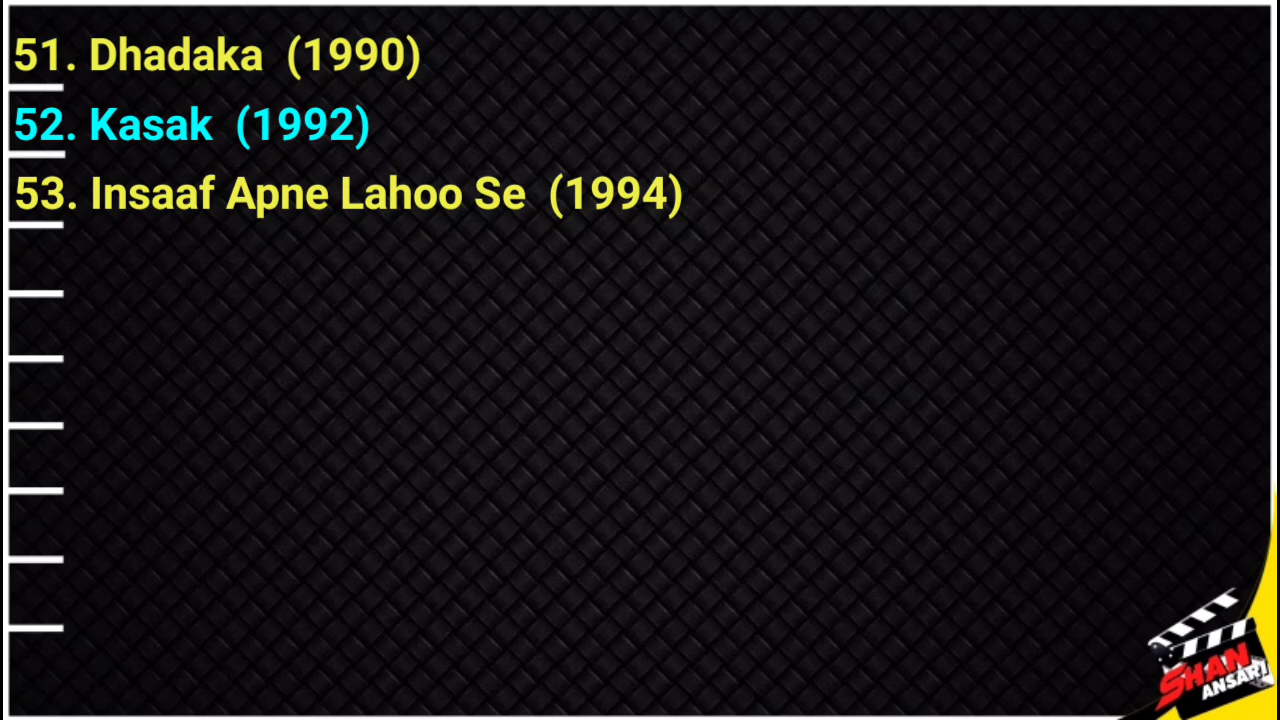 51. Dhadaka (1990)
52. Kasak (1992)
53. Insaaf Apne Lahoo Se (1994)
SHAN
ANSARI